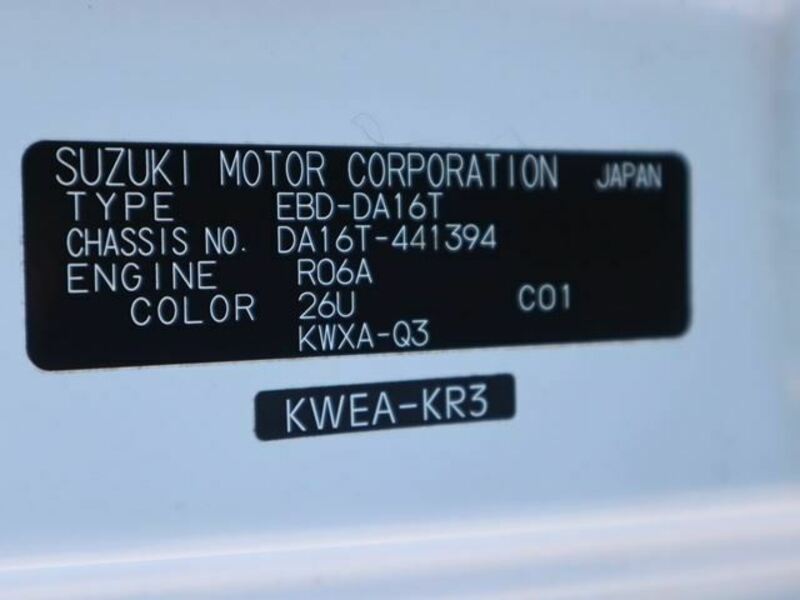 SUZUKI MOTOR CORPORATION JAPAN
TYPE EBD-DA16T
CHASSIS NO. DA16T-441394
ENGINE R06A
COLOR 26U C01
KWXA-Q3
KWEA-KR3